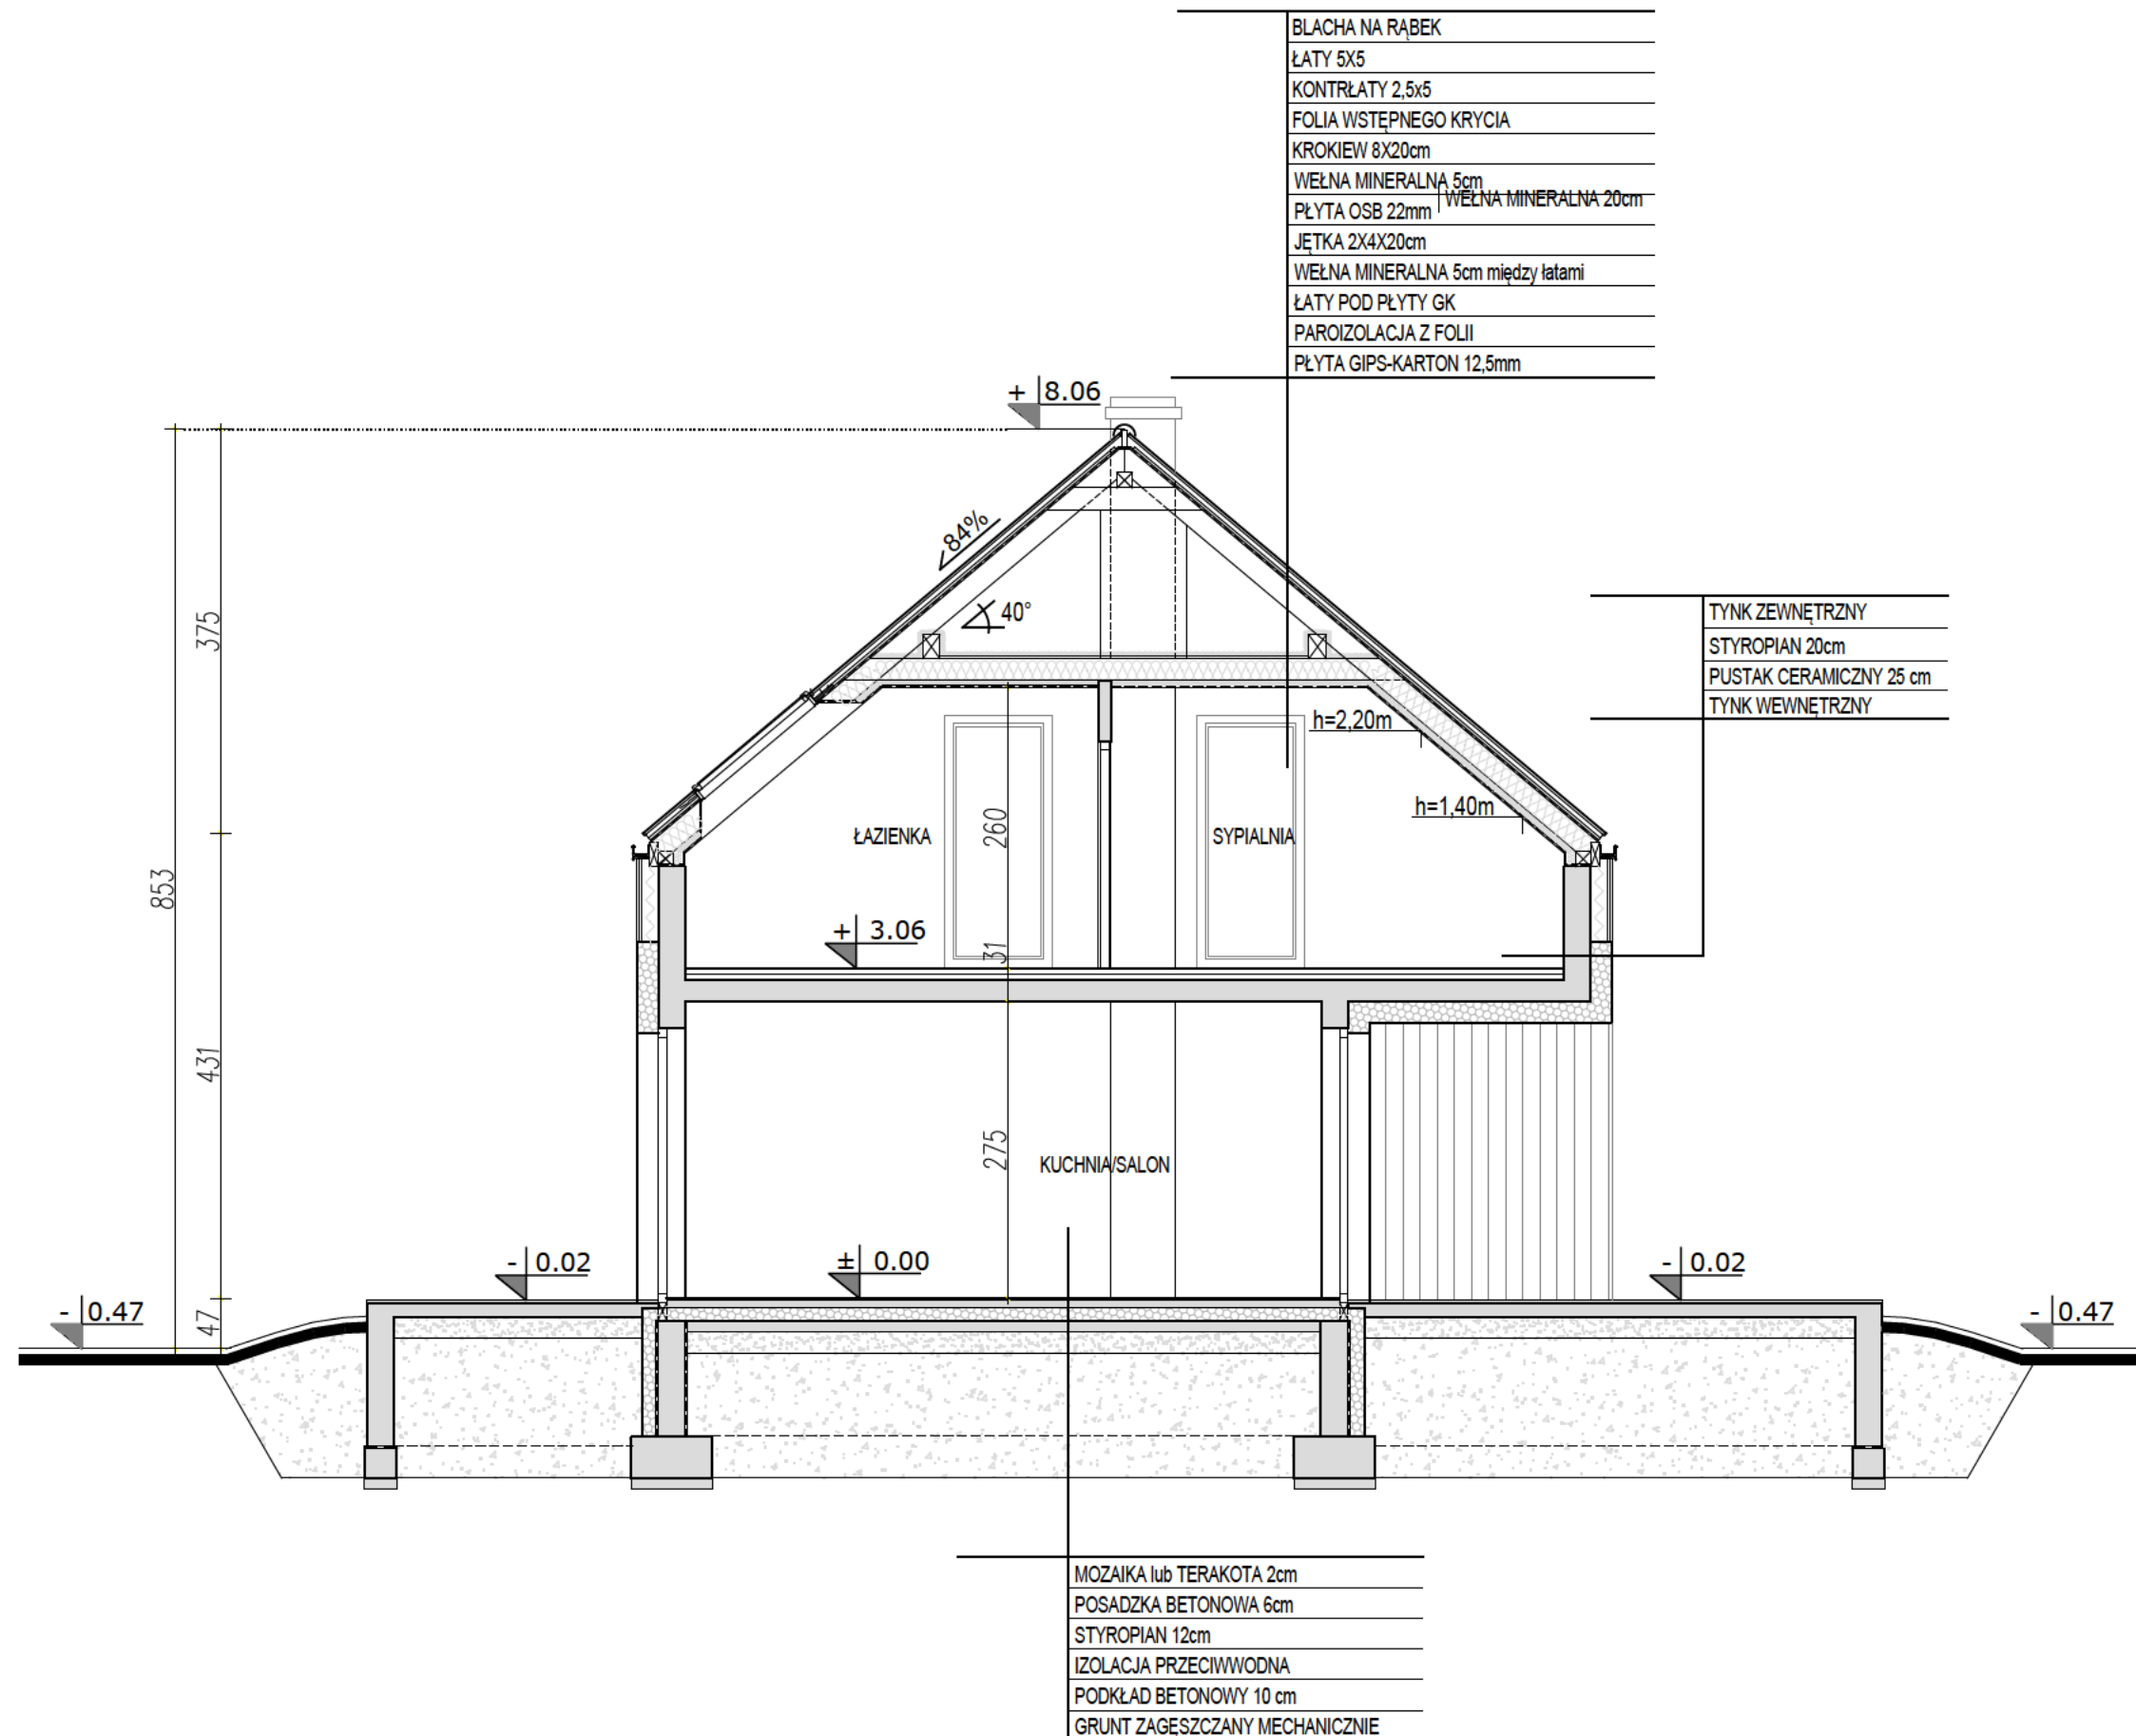 BLACHA NA RĄBEK
ŁATY 5X5
KONTRŁATY 2,5x5
FOLIA WSTĘPNEGO KRYCIA
KROKIEW 8X20cm
WEŁNA MINERALNA 5cm
WEŁNA MINERALNA 20cm
PŁYTA OSB 22mm
JĘTKA 2X4X20cm
WEŁNA MINERALNA 5cm między łatami
ŁATY POD PŁYTY GK
PAROIZOLACJA Z FOLII
PŁYTA GIPS-KARTON 12,5mm
+ 8.06
84%
40°
375
TYNK ZEWNĘTRZNY
STYROPIAN 20cm
PUSTAK CERAMICZNY 25 cm
TYNK WEWNĘTRZNY
h=2,20m
h=1,40m
ŁAZIENKA
260
SYPIALNIA
853
+ 3.06
31
431
275
KUCHNIA/SALON
- 0.02
± 0.00
- 0.02
- 0.47
47
- 0.47
MOZAIKA lub TERAKOTA 2cm
POSADZKA BETONOWA 6cm
STYROPIAN 12cm
IZOLACJA PRZECIWWODNA
PODKŁAD BETONOWY 10 cm
GRUNT ZAGĘSZCZANY MECHANICZNIE